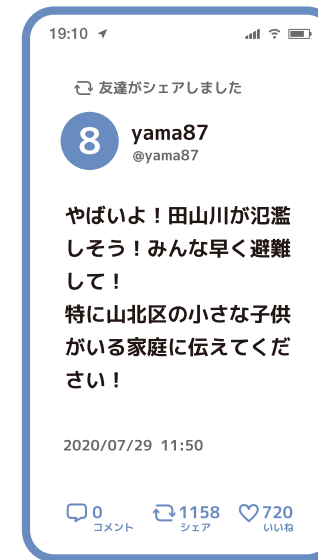 19:10
友達がシェアしました
8
yama87
@yama87
やばいよ！田山川が氾濫
しそう！みんな早く避難
して！
特に山北区の小さな子供
がいる家庭に伝えてくだ
さい！
2020/07/29 11:50
0 1158 720
コメント シェア いいね